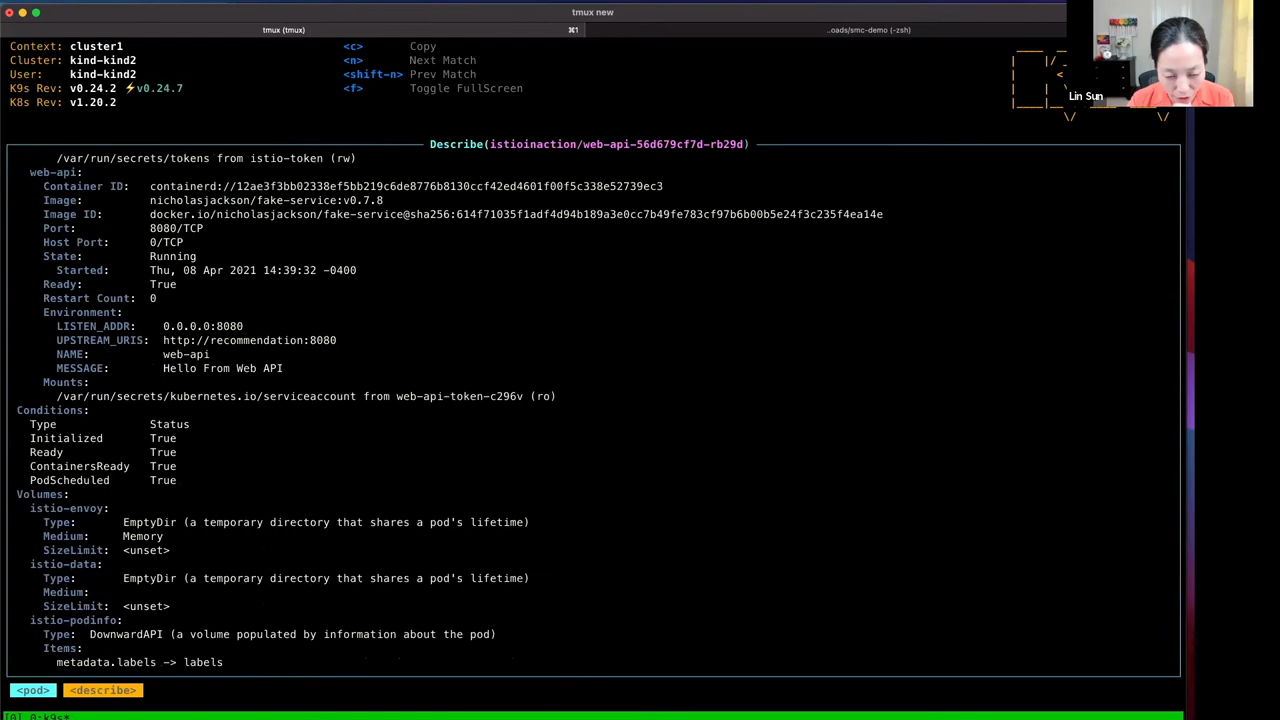 tmux new
tmux (tmux) ⌘1 ..oads/smc-demo (-zsh)
Context: cluster1 <c> Copy
Cluster: kind-kind2 <n> Next Match
User: kind-kind2 <shift-n> Prev Match
K9s Rev: v0.24.2 ⚡v0.24.7 <f> Toggle FullScreen
K8s Rev: v1.20.2
Lin Sun
Describe(istioinaction/web-api-56d679cf7d-rb29d)
/var/run/secrets/tokens from istio-token (rw)
web-api:
Container ID: containerd://12ae3f3bb02338ef5bb219c6de8776b8130ccf42ed4601f00f5c338e52739ec3
Image: nicholasjackson/fake-service:v0.7.8
Image ID: docker.io/nicholasjackson/fake-service@sha256:614f71035f1adf4d94b189a3e0cc7b49fe783cf97b6b00b5e24f3c235f4ea14e
Port: 8080/TCP
Host Port: 0/TCP
State: Running
Started: Thu, 08 Apr 2021 14:39:32 -0400
Ready: True
Restart Count: 0
Environment:
LISTEN_ADDR: 0.0.0.0:8080
UPSTREAM_URIS: http://recommendation:8080
NAME: web-api
MESSAGE: Hello From Web API
Mounts:
/var/run/secrets/kubernetes.io/serviceaccount from web-api-token-c296v (ro)
Conditions:
Type Status
Initialized True
Ready True
ContainersReady True
PodScheduled True
Volumes:
istio-envoy:
Type: EmptyDir (a temporary directory that shares a pod's lifetime)
Medium: Memory
SizeLimit: <unset>
istio-data:
Type: EmptyDir (a temporary directory that shares a pod's lifetime)
Medium:
SizeLimit: <unset>
istio-podinfo:
Type: DownwardAPI (a volume populated by information about the pod)
Items:
metadata.labels -> labels
<pod> <describe>
[0] 0:k9s*